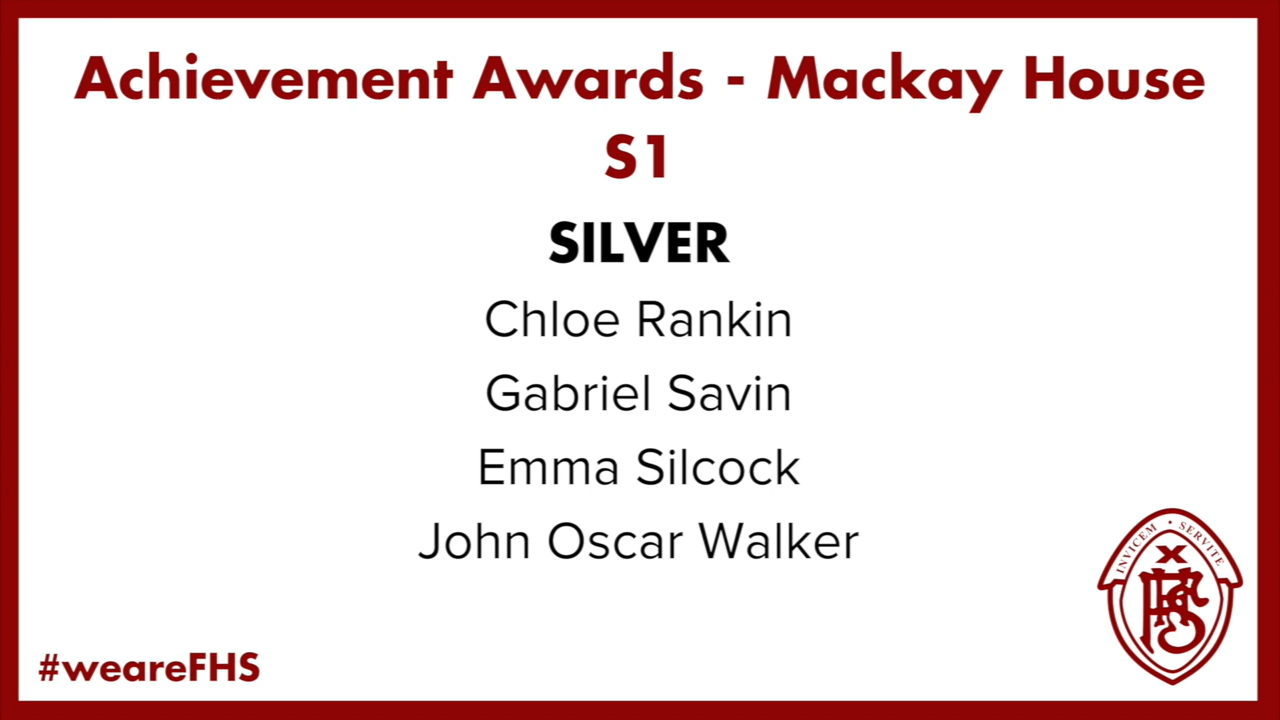 Achievement Awards - Mackay House
S1
SILVER
Chloe Rankin
Gabriel Savin
Emma Silcock
John Oscar Walker
INVICEM • SERVITE
#weareFHS